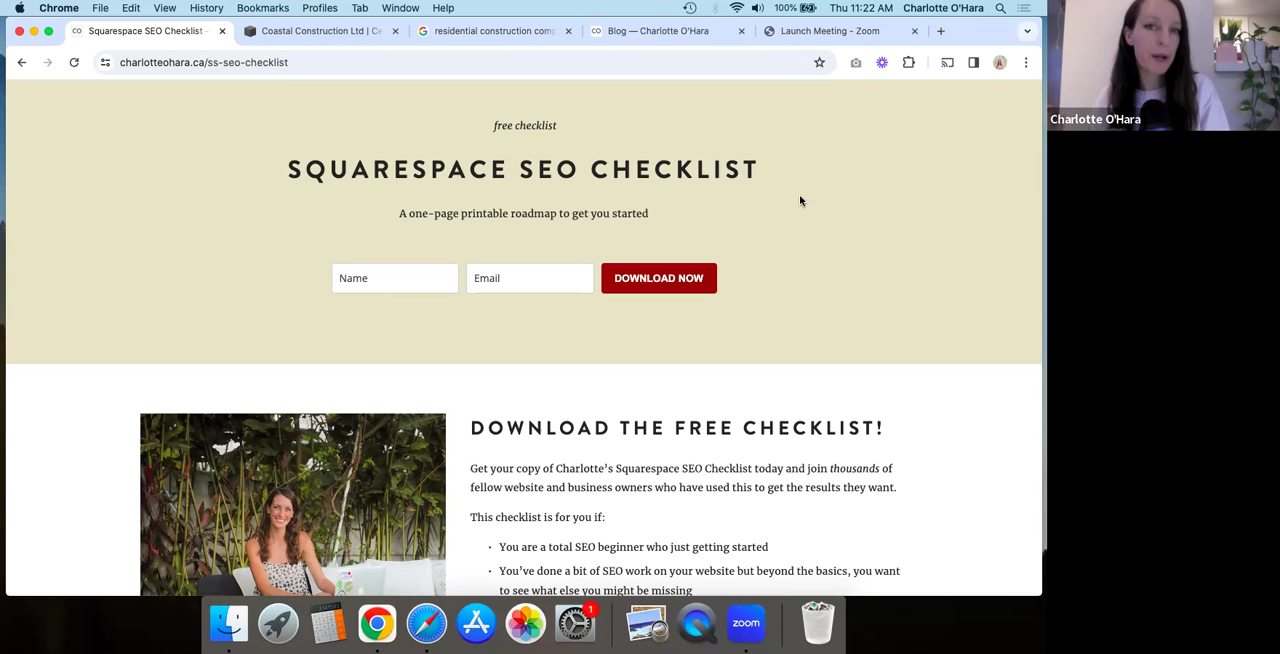 Chrome File Edit View History Bookmarks Profiles Tab Window Help 100% Thu 11:22 AM Charlotte O'Hara
CO Squarespace SEO Checklist - Coastal Construction Ltd | Ce residential construction com CO Blog — Charlotte O'Hara Launch Meeting - Zoom
charlotteohara.ca/ss-seo-checklist
Charlotte O'Hara
free checklist
SQUARESPACE SEO CHECKLIST
A one-page printable roadmap to get you started
Name Email DOWNLOAD NOW
DOWNLOAD THE FREE CHECKLIST!
Get your copy of Charlotte's Squarespace SEO Checklist today and join thousands of
fellow website and business owners who have used this to get the results they want.
This checklist is for you if:
• You are a total SEO beginner who just getting started
• You've done a bit of SEO work on your website but beyond the basics, you want
to see what else you might be missing
1
zoom